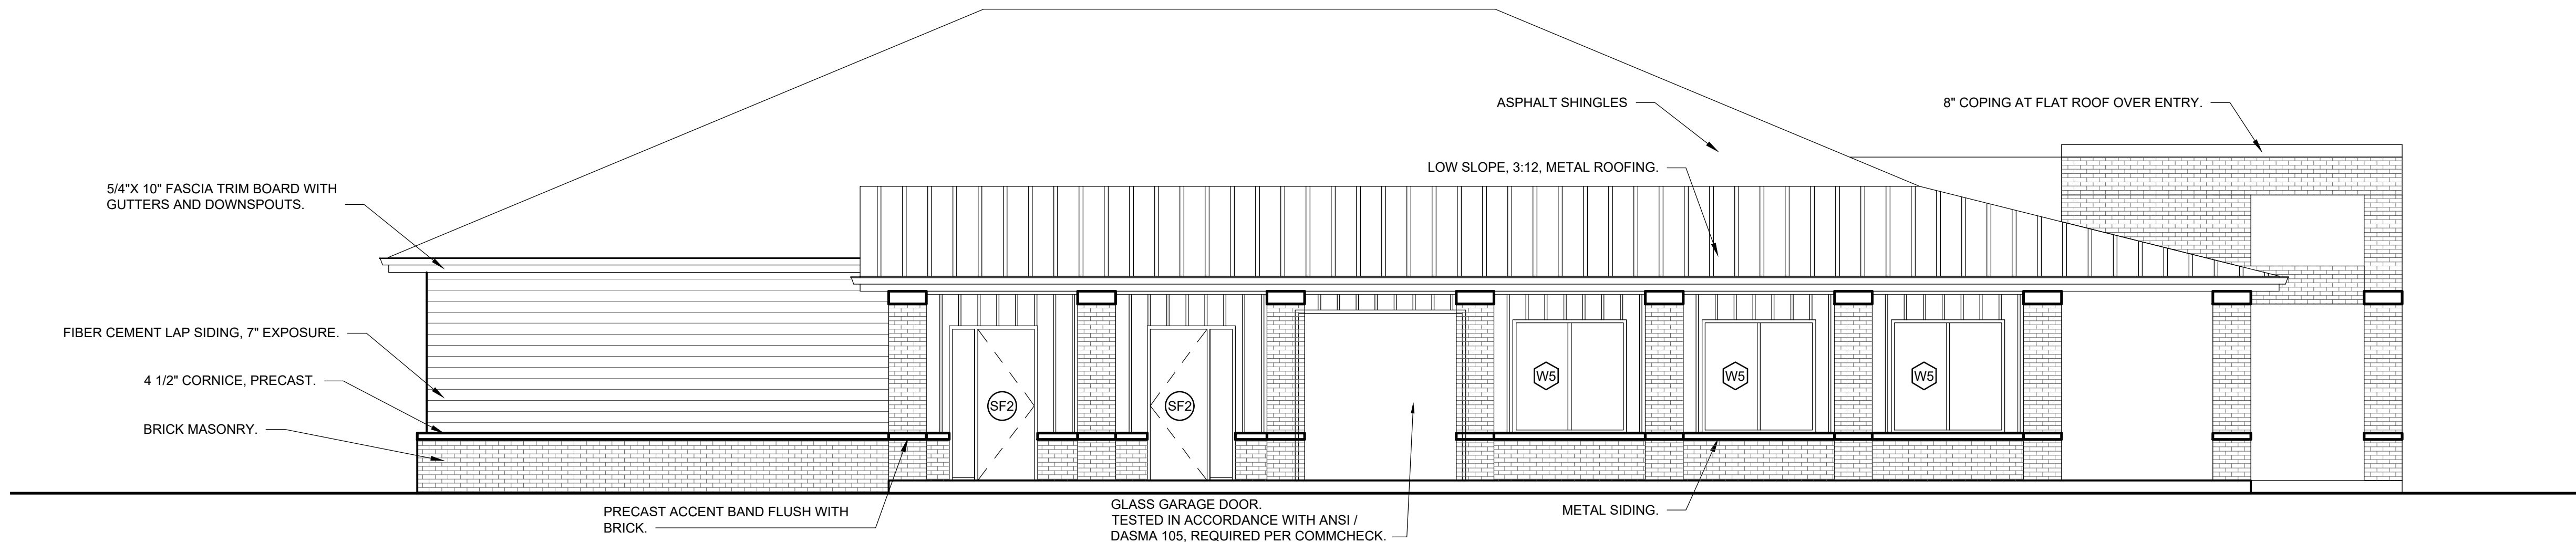 ASPHALT SHINGLES
8" COPING AT FLAT ROOF OVER ENTRY.
LOW SLOPE, 3:12, METAL ROOFING.
5/4"X 10" FASCIA TRIM BOARD WITH
GUTTERS AND DOWNSPOUTS.
FIBER CEMENT LAP SIDING, 7" EXPOSURE.
4 1/2" CORNICE, PRECAST.
BRICK MASONRY.
SF2
SF2
W5
W5
W5
PRECAST ACCENT BAND FLUSH WITH
BRICK.
GLASS GARAGE DOOR.
TESTED IN ACCORDANCE WITH ANSI /
DASMA 105, REQUIRED PER COMMCHECK.
METAL SIDING.